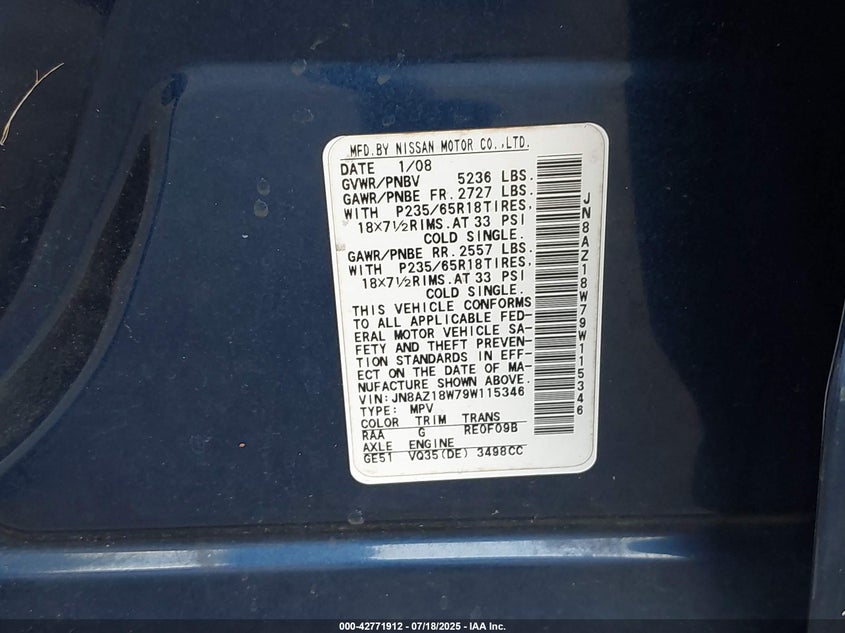 MFD.BY NISSAN MOTOR CO.,LTD.
DATE 1/08
GVWR/PNBV 5236 LBS.
GAWR/PNBE FR.2727 LBS.
WITH P235/65R18TIRES,
18X7½RIMS.AT 33 PSI
COLD SINGLE.
GAWR/PNBE RR.2557 LBS.
WITH P235/65R18TIRES,
18X7½RIMS.AT 33 PSI
COLD SINGLE.
THIS VEHICLE CONFORMS
TO ALL APPLICABLE FED-
ERAL MOTOR VEHICLE SA-
FETY AND THEFT PREVEN-
TION STANDARDS IN EFF-
ECT ON THE DATE OF MA-
NUFACTURE SHOWN ABOVE.
VIN:JN8AZ18W79W115346
TYPE: MPV
COLOR TRIM TRANS
RAA G RE0F09B
AXLE ENGINE
GE51 VQ35(DE) 3498CC
JN8AZ18W79W115346
000-42771912 - 07/18/2025 - IAA Inc.